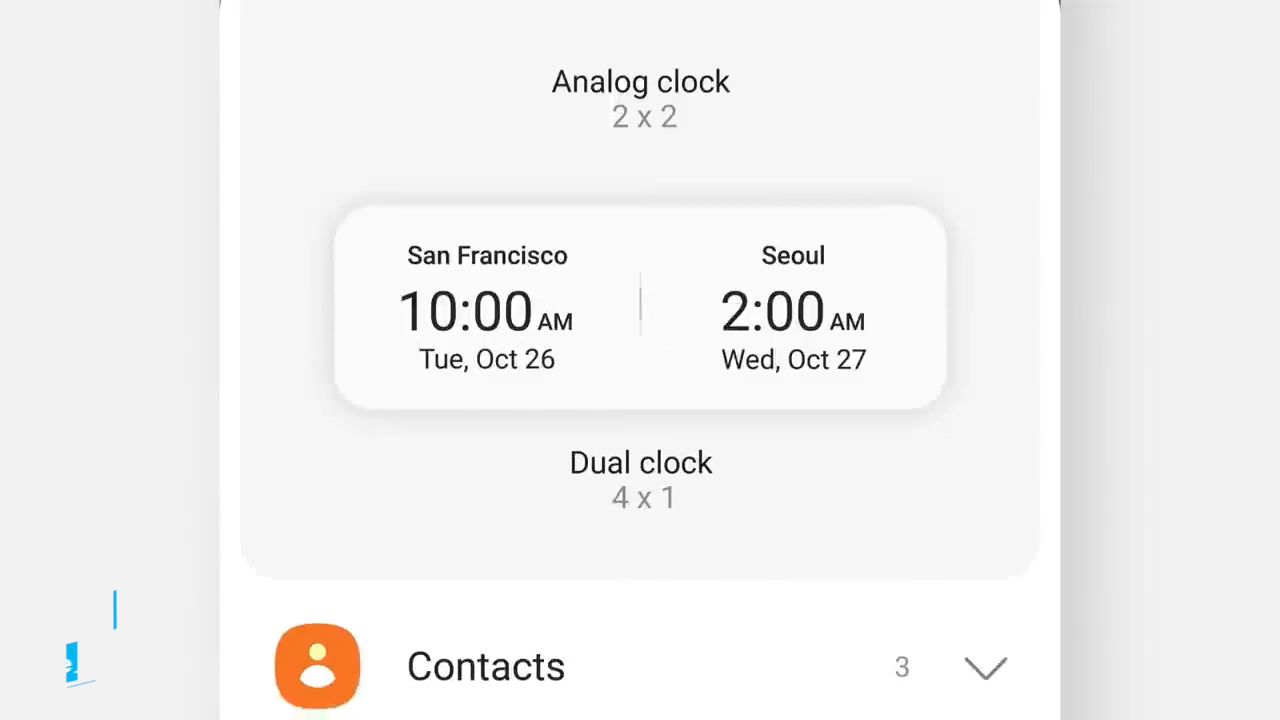 Analog clock
2 x 2
San Francisco
Seoul
10:00 AM
2:00 AM
Tue, Oct 26
Wed, Oct 27
Dual clock
4 x 1
Contacts
3